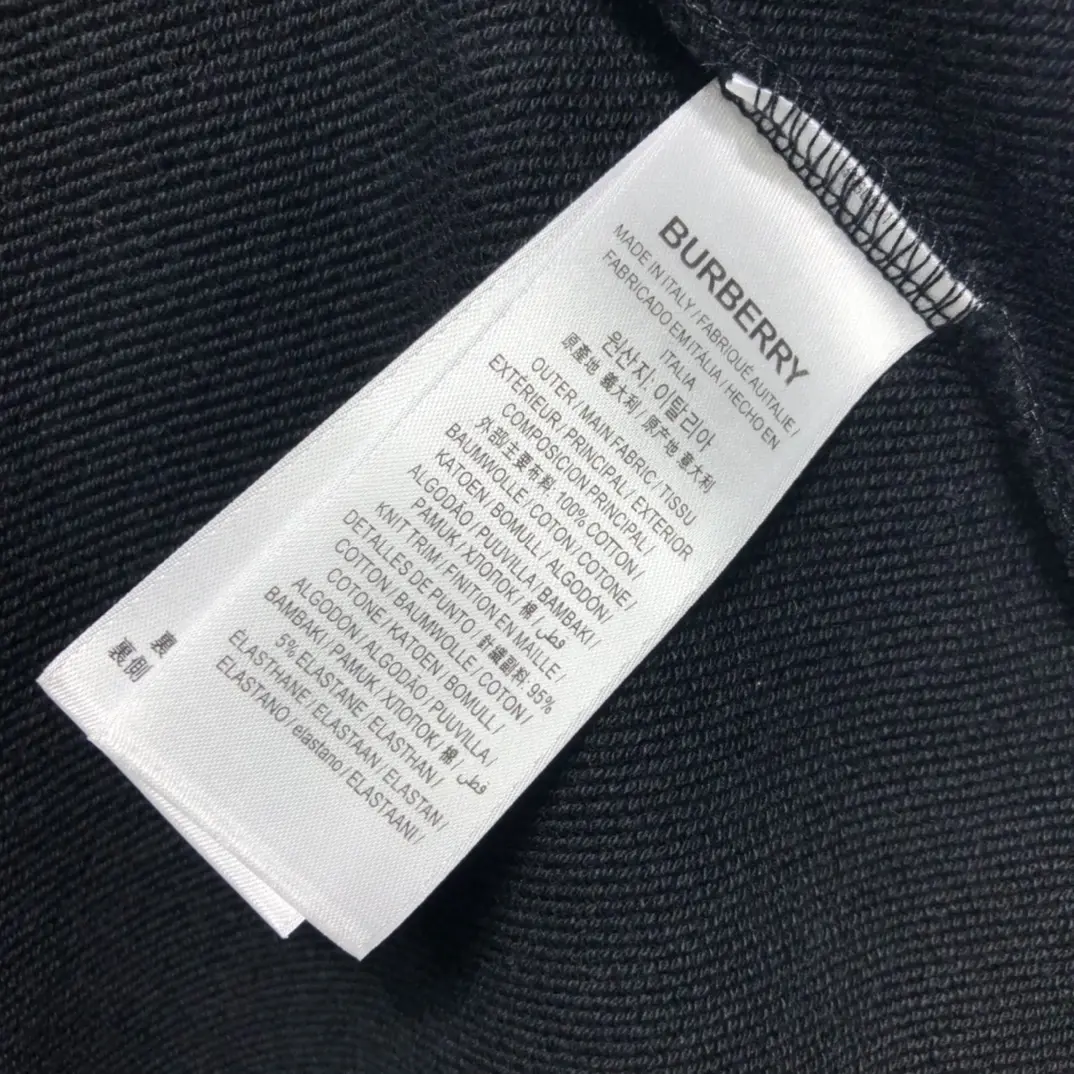 BURBERRY
MADE IN ITALY / FABRIQUÉ AU ITALIE /
FABRICADO EM ITÁLIA / HECHO EN
ITALIA
원산지: 이탈리아
原產地 義大利 / 原产地 意大利
OUTER / MAIN FABRIC / TISSU
EXTÉRIEUR / PRINCIPAL / EXTERIOR
COMPOSICION PRINCIPAL /
外部主要布料 100% COTTON /
BAUMWOLLE / COTON / COTONE /
KATOEN / BOMULL / ALGODÓN /
ALGODÃO / PUUVILLA / BAMBAKI /
PAMUK / ХЛОПОК / 棉 / قطن
KNIT TRIM / FINITION EN MAILLE /
DETALLES DE PUNTO / 針織副料 95%
COTTON / BAUMWOLLE / COTON /
COTONE / KATOEN / BOMULL /
ALGODON / ALGODÃO / PUUVILLA /
BAMBAKI / PAMUK / ХЛОПОК / 棉 / قطن
5% ELASTANE / ELASTHAN /
ÉLASTHANE / ELASTAAN / ELASTAN /
ELASTANO / elastano / ELASTAANI /
裏
裏側